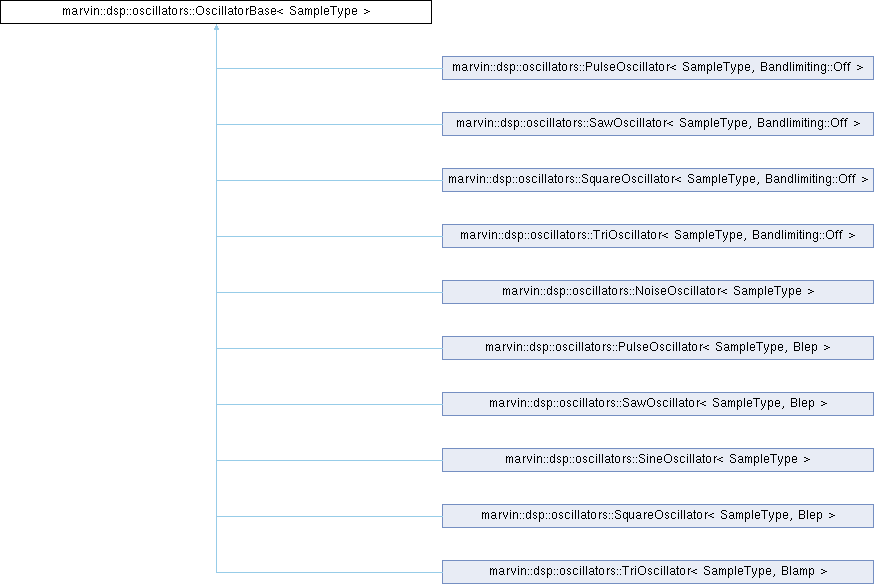 marvin::dsp::oscillators::OscillatorBase< SampleType >
marvin::dsp::oscillators::PulseOscillator< SampleType, Bandlimiting::Off >
marvin::dsp::oscillators::SawOscillator< SampleType, Bandlimiting::Off >
marvin::dsp::oscillators::SquareOscillator< SampleType, Bandlimiting::Off >
marvin::dsp::oscillators::TriOscillator< SampleType, Bandlimiting::Off >
marvin::dsp::oscillators::NoiseOscillator< SampleType >
marvin::dsp::oscillators::PulseOscillator< SampleType, Blep >
marvin::dsp::oscillators::SawOscillator< SampleType, Blep >
marvin::dsp::oscillators::SineOscillator< SampleType >
marvin::dsp::oscillators::SquareOscillator< SampleType, Blep >
marvin::dsp::oscillators::TriOscillator< SampleType, Blamp >